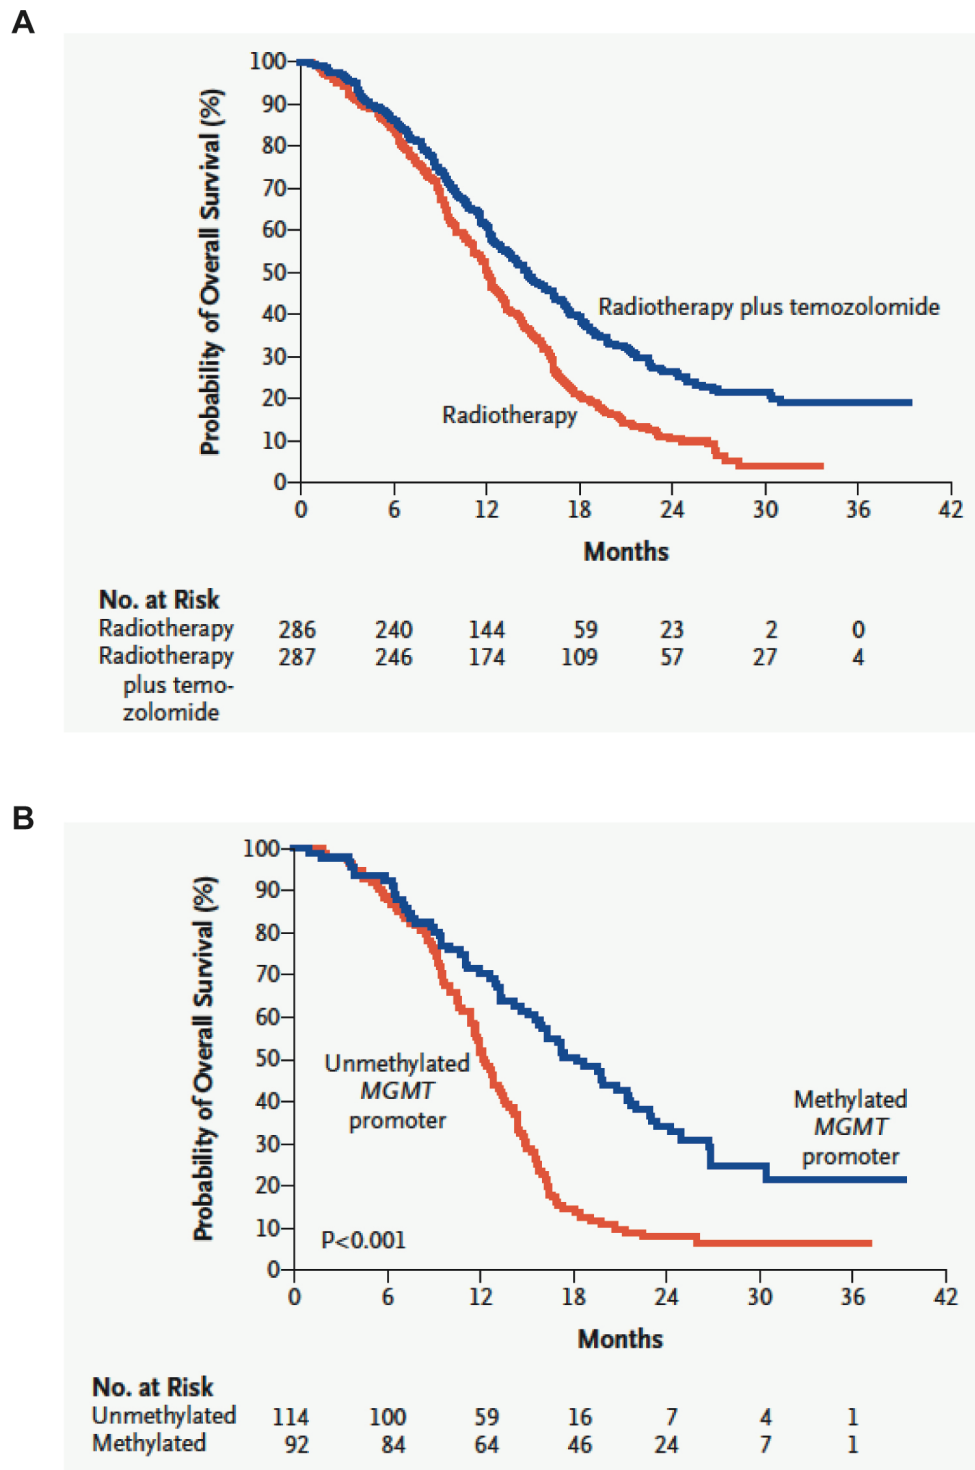 A
Probability of Overall Survival (%)
100
90
80
70
60
50
40
30
20
10
0
Radiotherapy plus temozolomide
Radiotherapy
0 6 12 18 24 30 36 42
Months
No. at Risk
Radiotherapy 286 240 144 59 23 2 0
Radiotherapy 287 246 174 109 57 27 4
plus temo-
zolomide
B
Probability of Overall Survival (%)
100
90
80
70
60
50
40
30
20
10
0
Unmethylated
MGMT
promoter
Methylated
MGMT
promoter
P<0.001
0 6 12 18 24 30 36 42
Months
No. at Risk
Unmethylated 114 100 59 16 7 4 1
Methylated 92 84 64 46 24 7 1